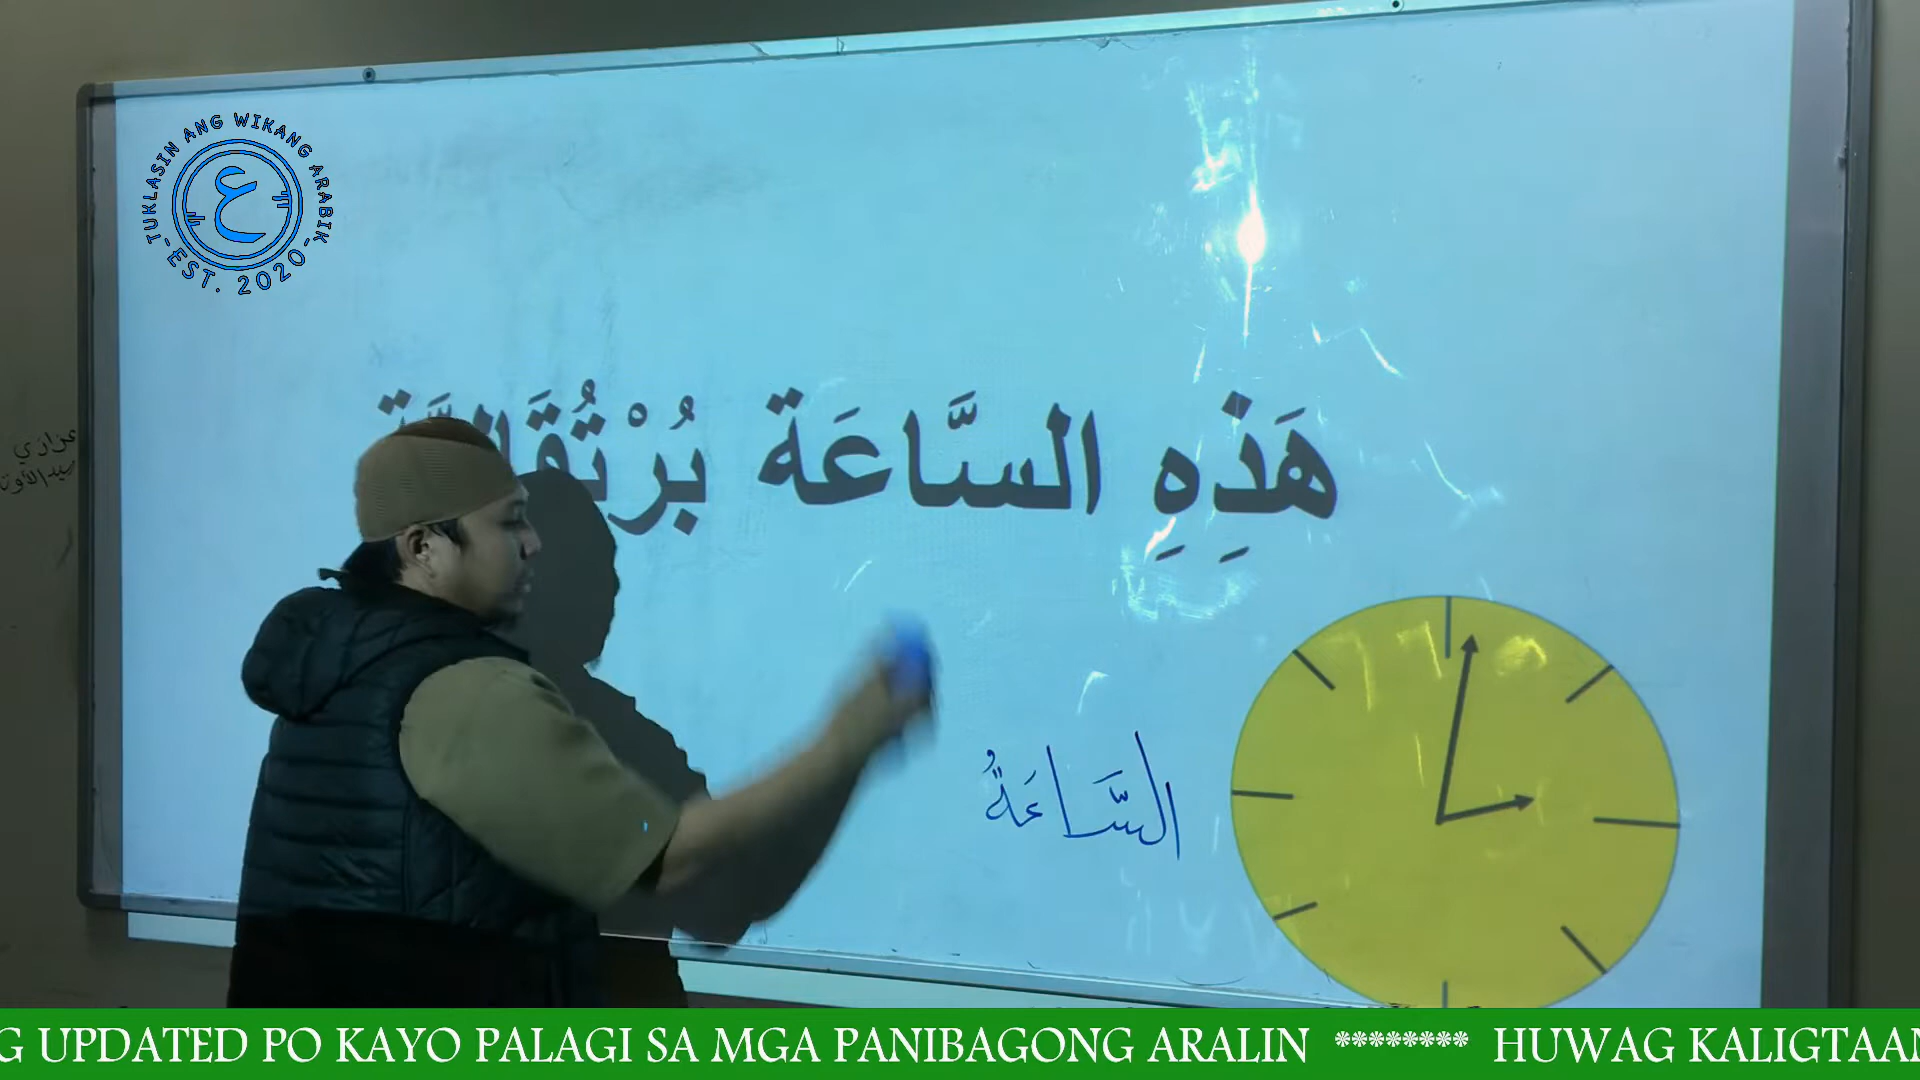 TUKLASIN ANG WIKANG ARABIK
ع
-EST. 2020-
هَذِهِ السَّاعَة بُرْتُقَالِيَّة
السَّاعَةُ
G UPDATED PO KAYO PALAGI SA MGA PANIBAGONG ARALIN ******** HUWAG KALIGTAAN